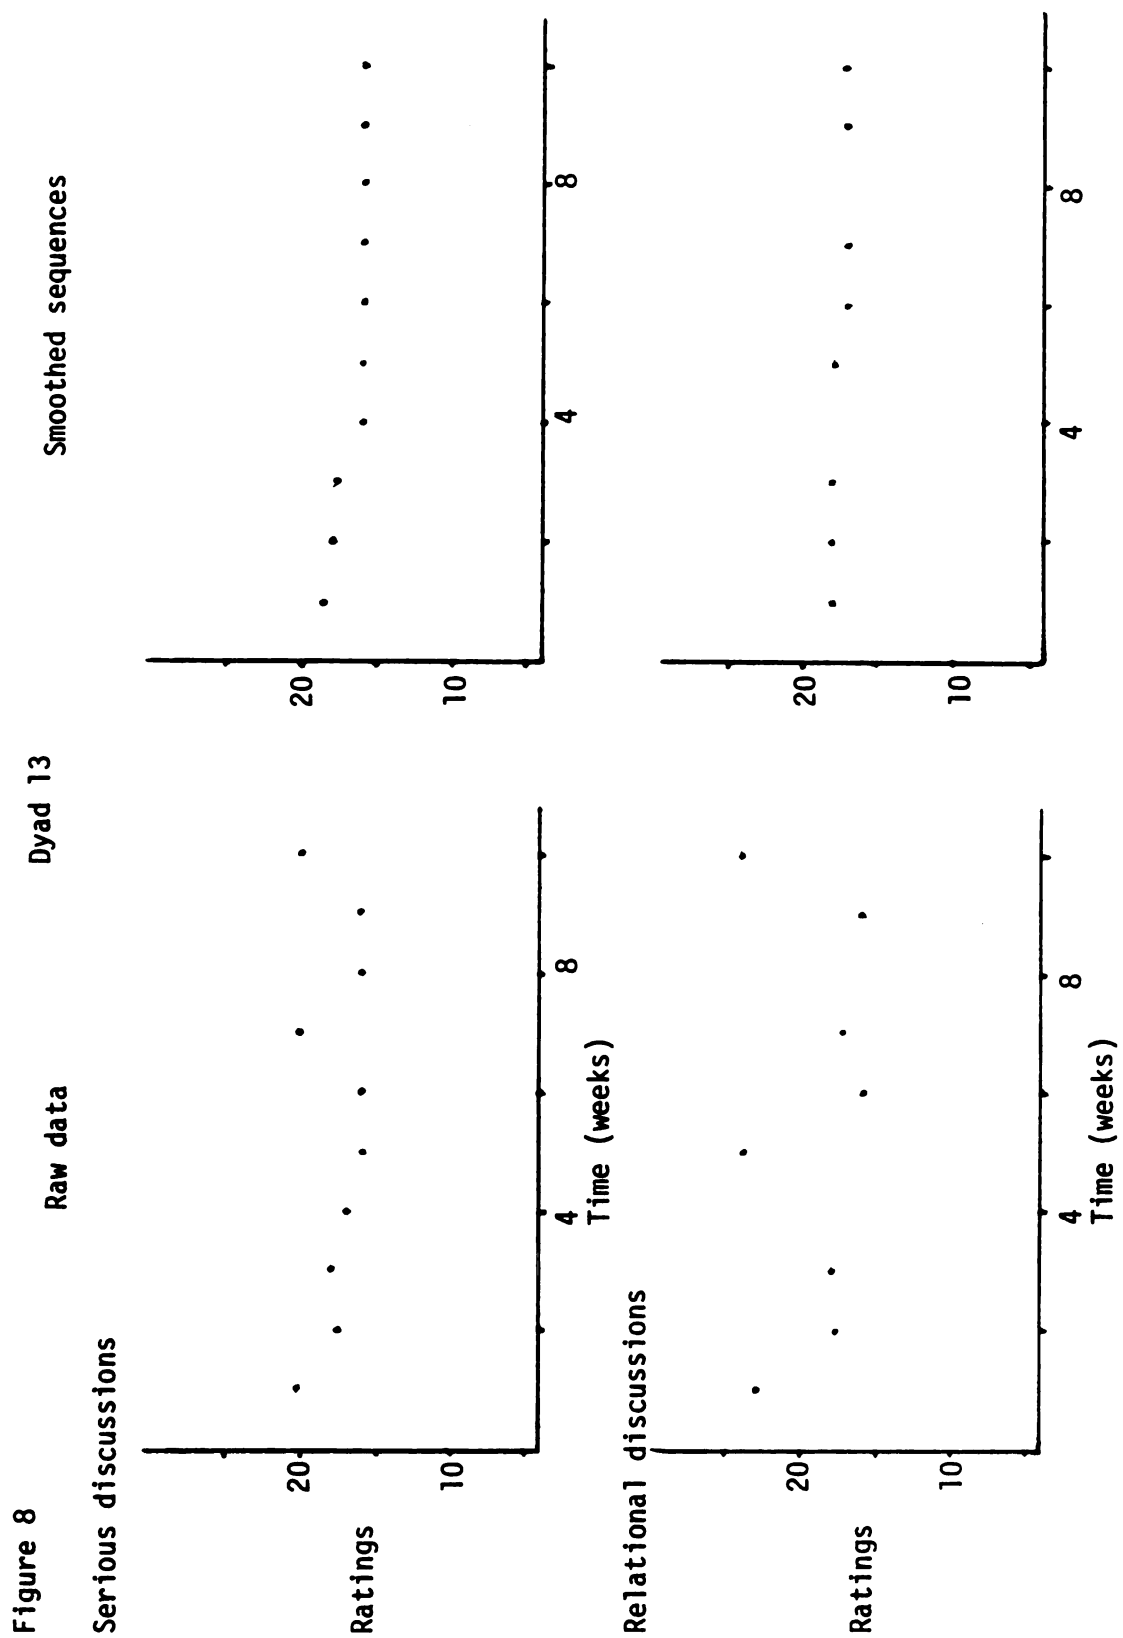 Figure 8
Dyad 13
Raw data
Smoothed sequences
Serious discussions
Ratings
20
10
4
8
Time (weeks)
20
10
4
8
Relational discussions
Ratings
20
10
4
8
Time (weeks)
20
10
4
8